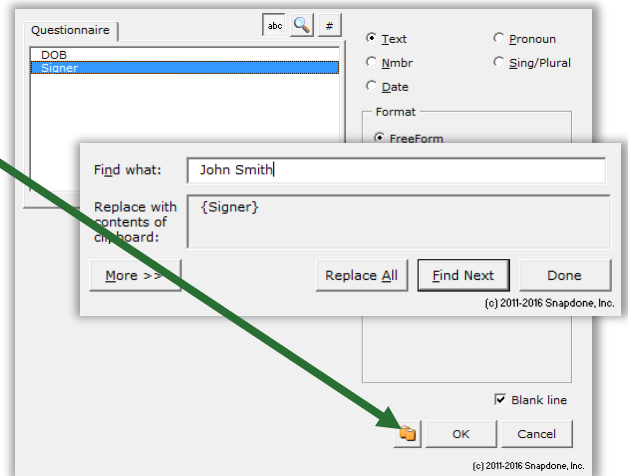 Questionnaire
abc #
DOB
Signer
Text Pronoun
Nmbr Sing/Plural
Date
Format
FreeForm
Find what: John Smith
Replace with contents of clipboard: {Signer}
More >> Replace All Find Next Done
(c) 2011-2016 Snapdone, Inc.
Blank line
OK Cancel
(c) 2011-2016 Snapdone, Inc.